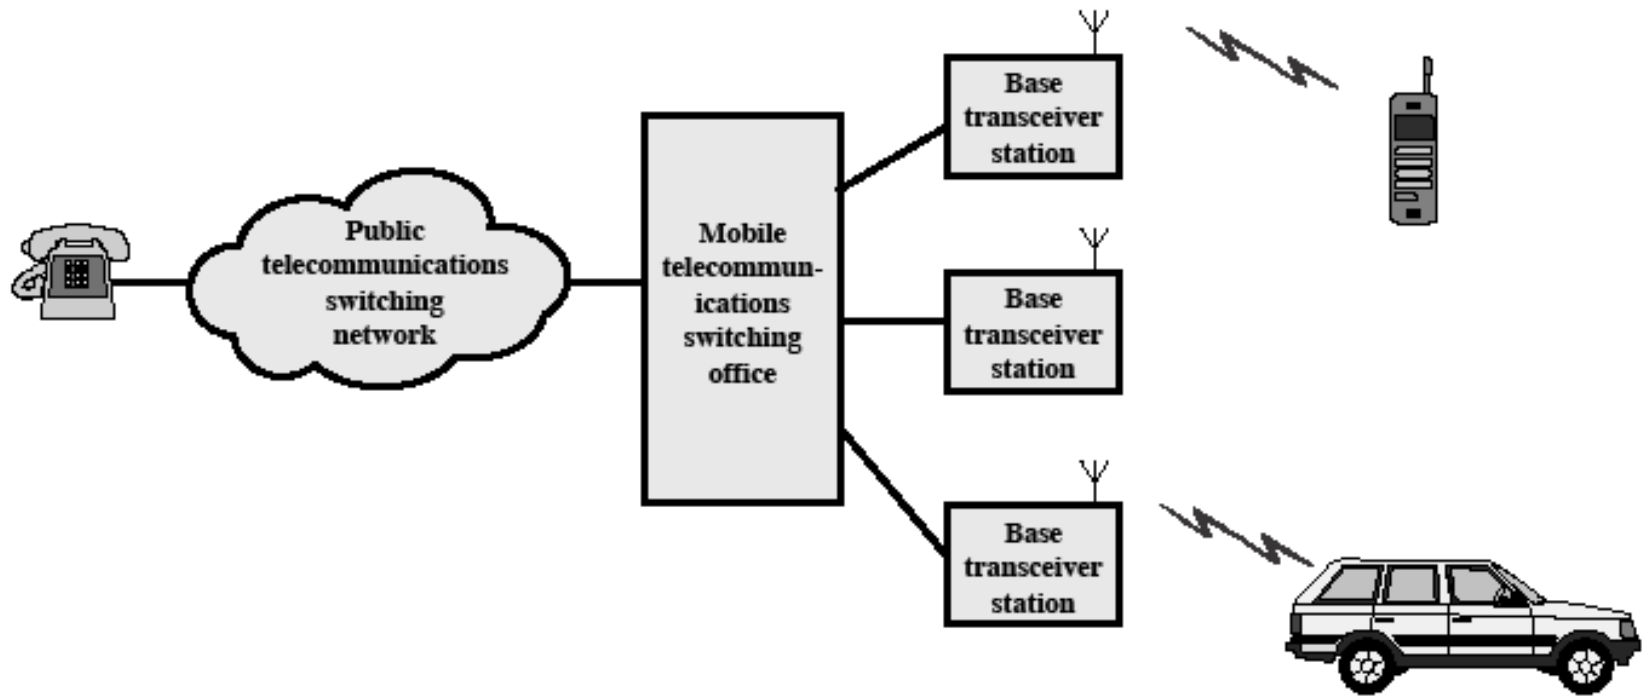 Public
telecommunications
switching
network
Mobile
telecommun-
ications
switching
office
Base
transceiver
station
Base
transceiver
station
Base
transceiver
station